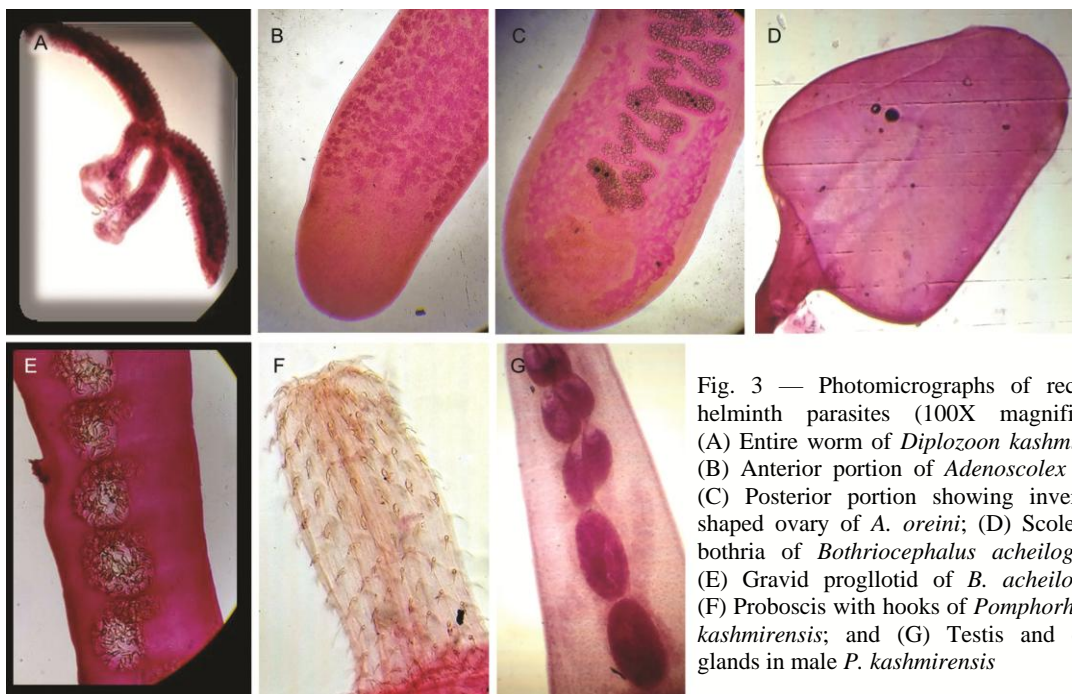 A
B
C
D
E
F
G
Fig. 3 — Photomicrographs of rec
helminth parasites (100X magnifi
(A) Entire worm of Diplozoon kashmi
(B) Anterior portion of Adenoscolex
(C) Posterior portion showing inver
shaped ovary of A. oreini; (D) Scole
bothria of Bothriocephalus acheilog
(E) Gravid progllotid of B. acheilo
(F) Proboscis with hooks of Pomphorh
kashmirensis; and (G) Testis and
glands in male P. kashmirensis